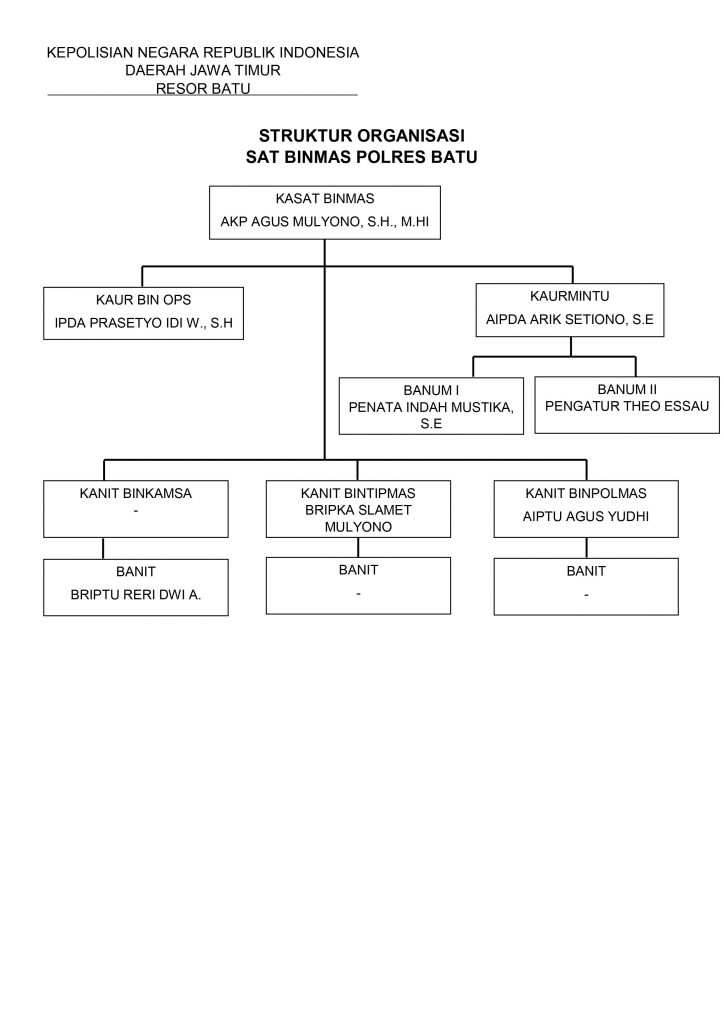 KEPOLISIAN NEGARA REPUBLIK INDONESIA
DAERAH JAWA TIMUR
RESOR BATU
STRUKTUR ORGANISASI
SAT BINMAS POLRES BATU
KASAT BINMAS
AKP AGUS MULYONO, S.H., M.HI
KAUR BIN OPS
IPDA PRASETYO IDI W., S.H
KAURMINTU
AIPDA ARIK SETIONO, S.E
BANUM I
PENATA INDAH MUSTIKA,
S.E
BANUM II
PENGATUR THEO ESSAU
KANIT BINKAMSA
-
KANIT BINTIPMAS
BRIPKA SLAMET
MULYONO
KANIT BINPOLMAS
AIPTU AGUS YUDHI
BANIT
BRIPTU RERI DWI A.
BANIT
-
BANIT
-